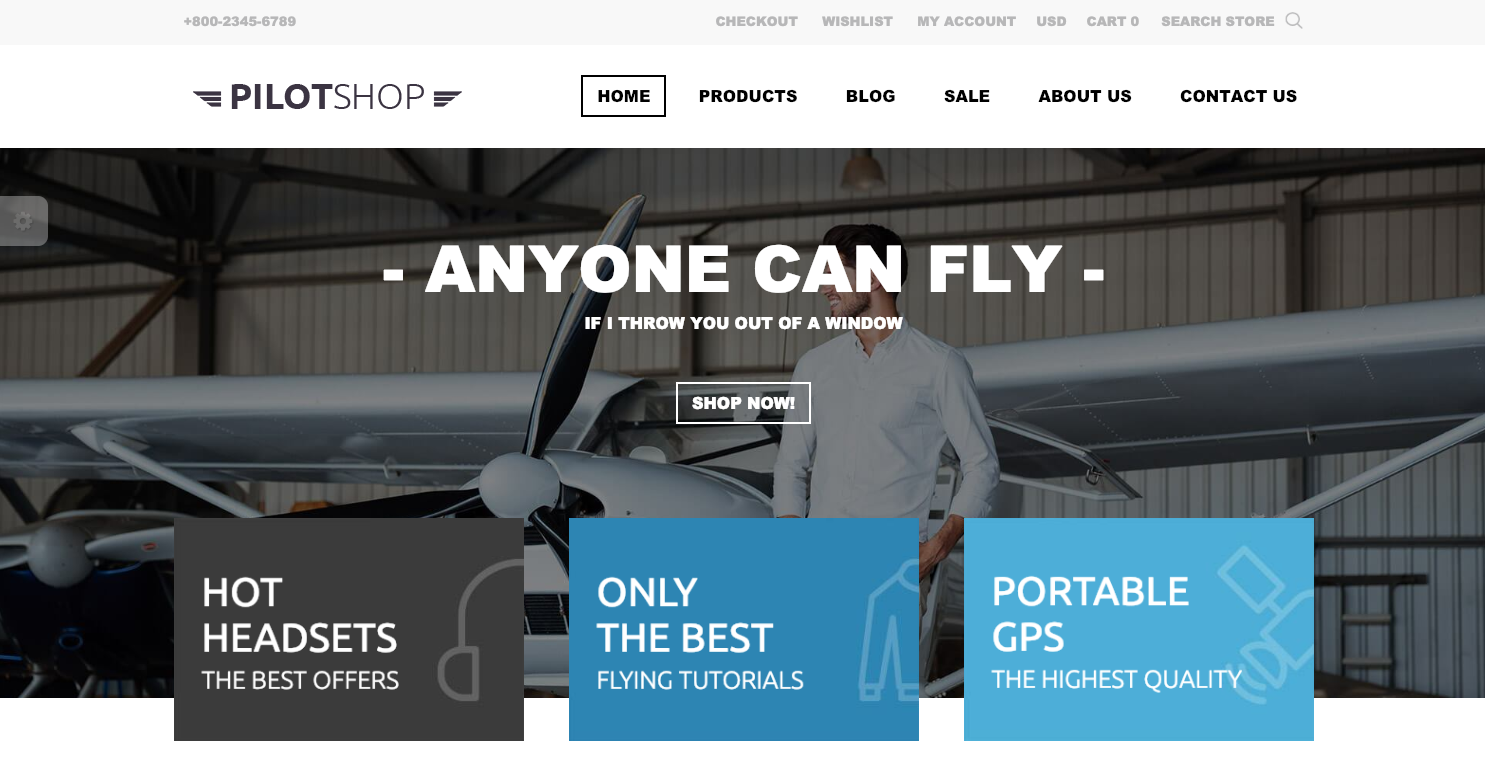 +800-2345-6789
CHECKOUT WISHLIST MY ACCOUNT USD CART 0 SEARCH STORE
PILOTSHOP
HOME PRODUCTS BLOG SALE ABOUT US CONTACT US
- ANYONE CAN FLY -
IF I THROW YOU OUT OF A WINDOW
SHOP NOW!
HOT
HEADSETS
THE BEST OFFERS
ONLY
THE BEST
FLYING TUTORIALS
PORTABLE
GPS
THE HIGHEST QUALITY